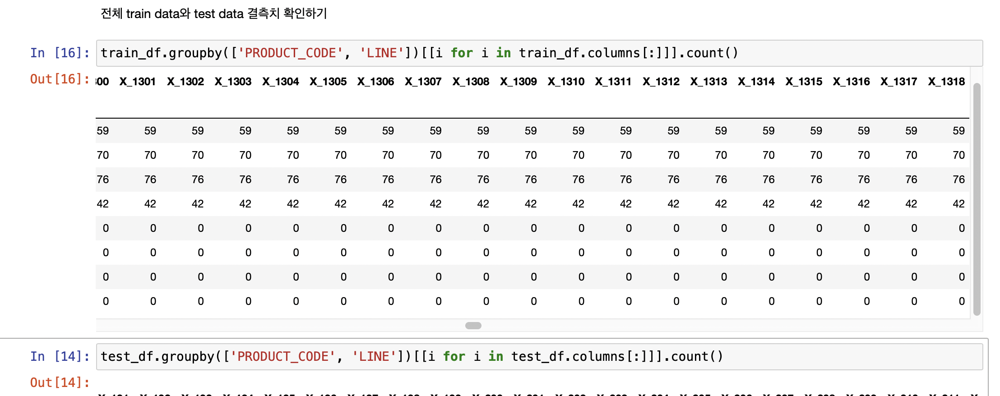 전체 train data와 test data 결측치 확인하기
In [16]: train_df.groupby(['PRODUCT_CODE', 'LINE'])[[i for i in train_df.columns[:]]].count()
Out[16]: 300 X_1301 X_1302 X_1303 X_1304 X_1305 X_1306 X_1307 X_1308 X_1309 X_1310 X_1311 X_1312 X_1313 X_1314 X_1315 X_1316 X_1317 X_1318
59 59 59 59 59 59 59 59 59 59 59 59 59 59 59 59 59 59 59
70 70 70 70 70 70 70 70 70 70 70 70 70 70 70 70 70 70 70
76 76 76 76 76 76 76 76 76 76 76 76 76 76 76 76 76 76 76
42 42 42 42 42 42 42 42 42 42 42 42 42 42 42 42 42 42 42
0 0 0 0 0 0 0 0 0 0 0 0 0 0 0 0 0 0 0
0 0 0 0 0 0 0 0 0 0 0 0 0 0 0 0 0 0 0
0 0 0 0 0 0 0 0 0 0 0 0 0 0 0 0 0 0 0
0 0 0 0 0 0 0 0 0 0 0 0 0 0 0 0 0 0 0
In [14]: test_df.groupby(['PRODUCT_CODE', 'LINE'])[[i for i in test_df.columns[:]]].count()
Out[14]: